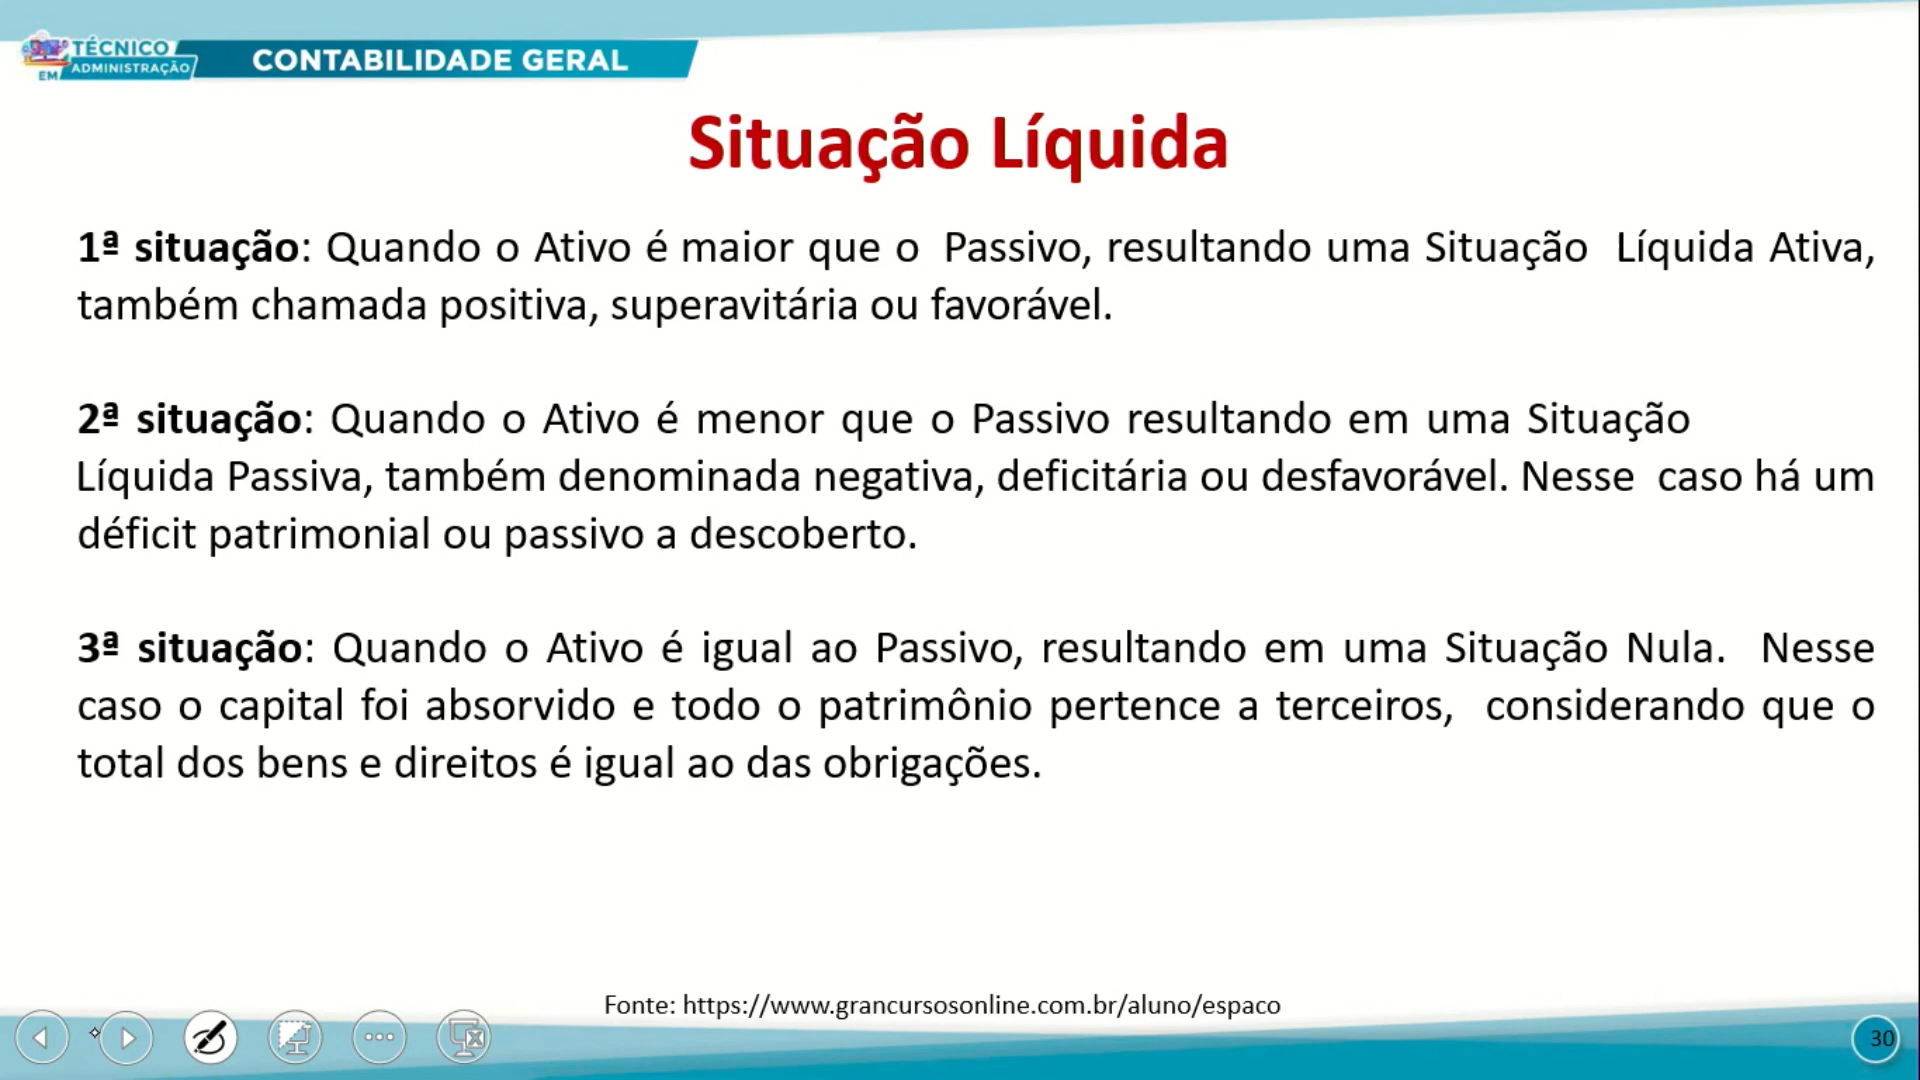 TÉCNICO
EM ADMINISTRAÇÃO
CONTABILIDADE GERAL
Situação Líquida
1ª situação: Quando o Ativo é maior que o Passivo, resultando uma Situação Líquida Ativa,
também chamada positiva, superavitária ou favorável.
2ª situação: Quando o Ativo é menor que o Passivo resultando em uma Situação
Líquida Passiva, também denominada negativa, deficitária ou desfavorável. Nesse caso há um
déficit patrimonial ou passivo a descoberto.
3ª situação: Quando o Ativo é igual ao Passivo, resultando em uma Situação Nula. Nesse
caso o capital foi absorvido e todo o patrimônio pertence a terceiros, considerando que o
total dos bens e direitos é igual ao das obrigações.
Fonte: https://www.grancursosonline.com.br/aluno/espaco
30